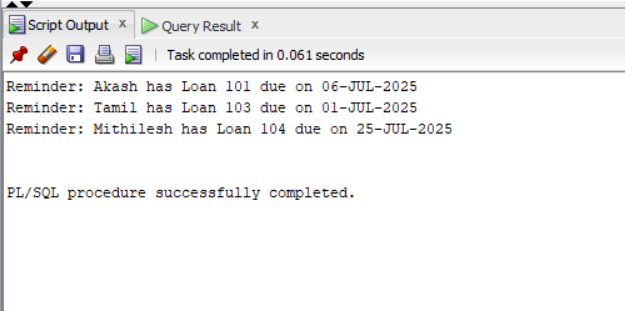 Script Output x Query Result x
Task completed in 0.061 seconds
Reminder: Akash has Loan 101 due on 06-JUL-2025
Reminder: Tamil has Loan 103 due on 01-JUL-2025
Reminder: Mithilesh has Loan 104 due on 25-JUL-2025
PL/SQL procedure successfully completed.